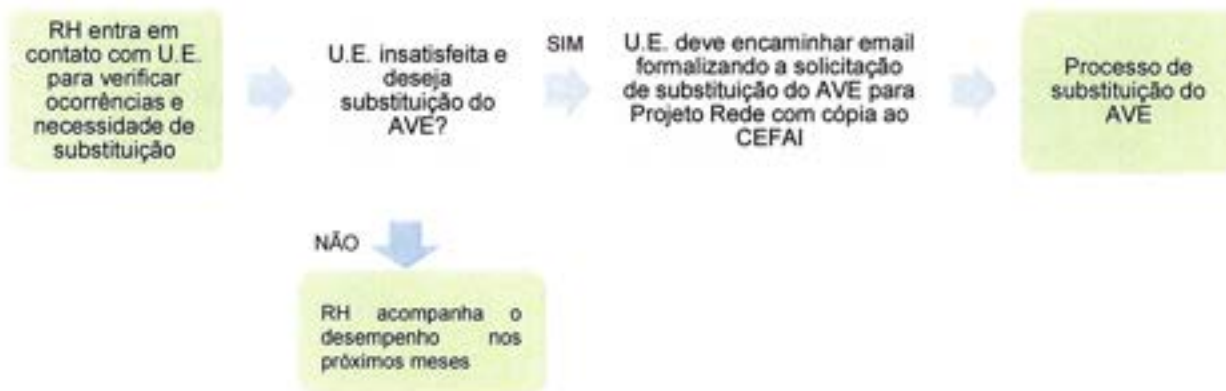 RH entra em
contato com U.E.
para verificar
ocorrências e
necessidade de
substituição
U.E. insatisfeita e
deseja
substituição do
AVE?
SIM
U.E. deve encaminhar email
formalizando a solicitação
de substituição do AVE para
Projeto Rede com cópia ao
CEFAI
Processo de
substituição do
AVE
NÃO
RH acompanha o
desempenho nos
próximos meses